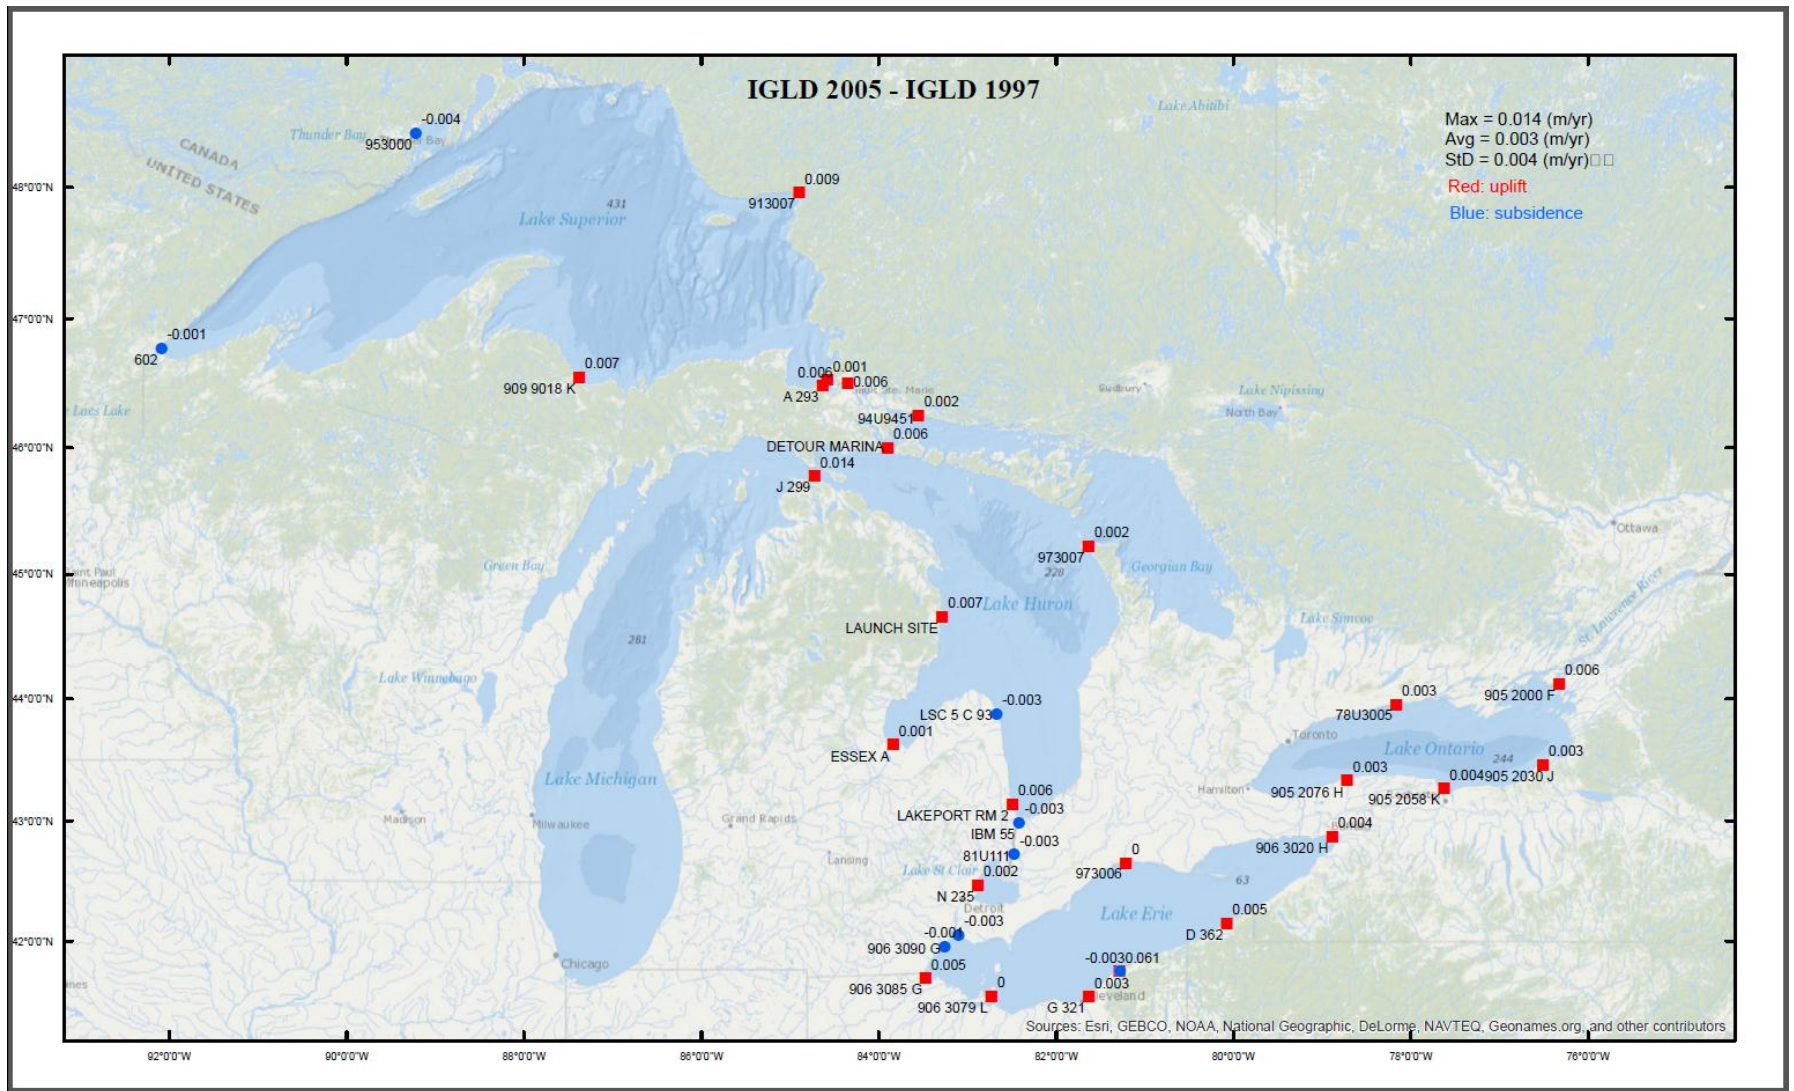 IGLD 2005 - IGLD 1997
Max = 0.014 (m/yr)
Avg = 0.003 (m/yr)
StD = 0.004 (m/yr)□□
Red: uplift
Blue: subsidence
Lake Abitibi
-0.004
Thunder Bay
953000
CANADA
UNITED STATES
48°0'0"N
0.009
913007
431
Lake Superior
47°0'0"N
-0.001
602
0.007
909 9018 K
0.006
0.001
0.006
A 293
Sault Ste. Marie
Sudbury
Lake Nipissing
North Bay
0.002
94U9451
46°0'0"N
0.006
DETOUR MARINA
0.014
J 299
Ottawa
0.002
973007
228
Georgian Bay
Green Bay
45°0'0"N
0.007
Lake Huron
LAUNCH SITE
Lake Simcoe
St. Lawrence River
281
Lake Winnebago
44°0'0"N
-0.003
LSC 5 C 93
0.001
ESSEX A
0.006
905 2000 F
0.003
78U3005
Toronto
Lake Ontario
244
0.003
905 2030 J
0.003
905 2076 H
0.004
905 2058 K
Hamilton
Lake Michigan
43°0'0"N
Madison
Milwaukee
Grand Rapids
Lansing
0.006
LAKEPORT RM 2
-0.003
IBM 55
-0.003
81U111
Lake St Clair
0.002
N 235
Detroit
0.004
906 3020 H
0
973006
63
Lake Erie
0.005
D 362
42°0'0"N
-0.003
-0.001
906 3090 G
0.005
906 3085 G
0
906 3079 L
-0.003
0.061
0.003
G 321
Cleveland
Chicago
Sources: Esri, GEBCO, NOAA, National Geographic, DeLorme, NAVTEQ, Geonames.org, and other contributors
92°0'0"W
90°0'0"W
88°0'0"W
86°0'0"W
84°0'0"W
82°0'0"W
80°0'0"W
78°0'0"W
76°0'0"W